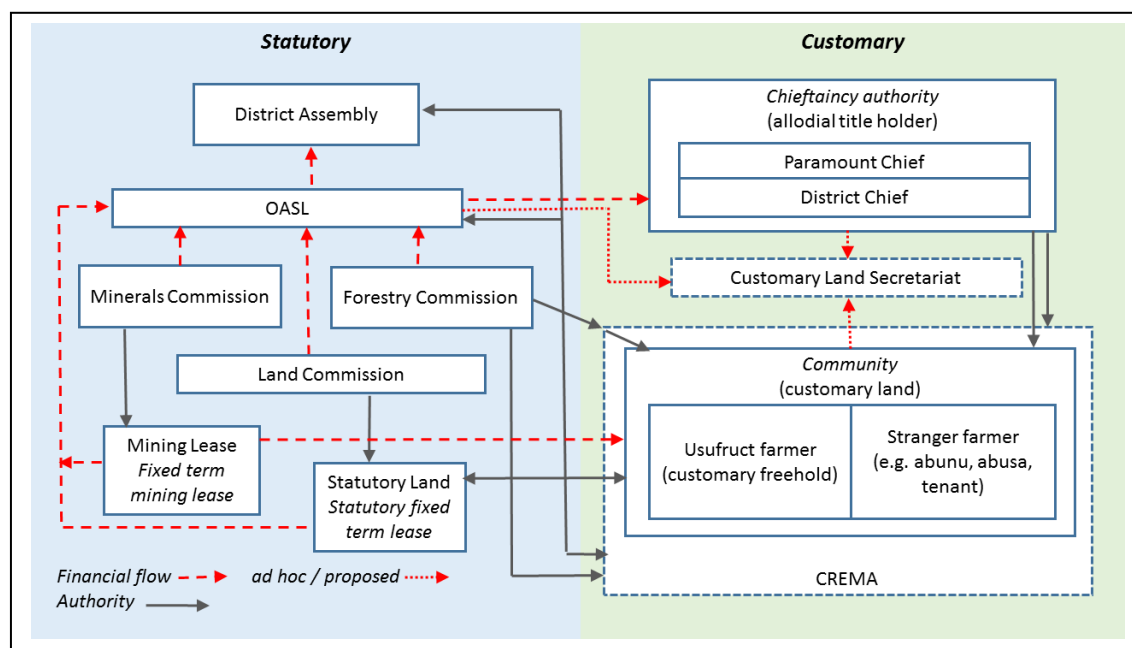 Statutory
Customary
District Assembly
Chieftaincy authority
(allodial title holder)
Paramount Chief
District Chief
OASL
Customary Land Secretariat
Minerals Commission
Forestry Commission
Land Commission
Community
(customary land)
Mining Lease
Fixed term
mining lease
Usufruct farmer
(customary freehold)
Stranger farmer
(e.g. abunu, abusa,
tenant)
Statutory Land
Statutory fixed
term lease
CREMA
Financial flow
ad hoc / proposed
Authority